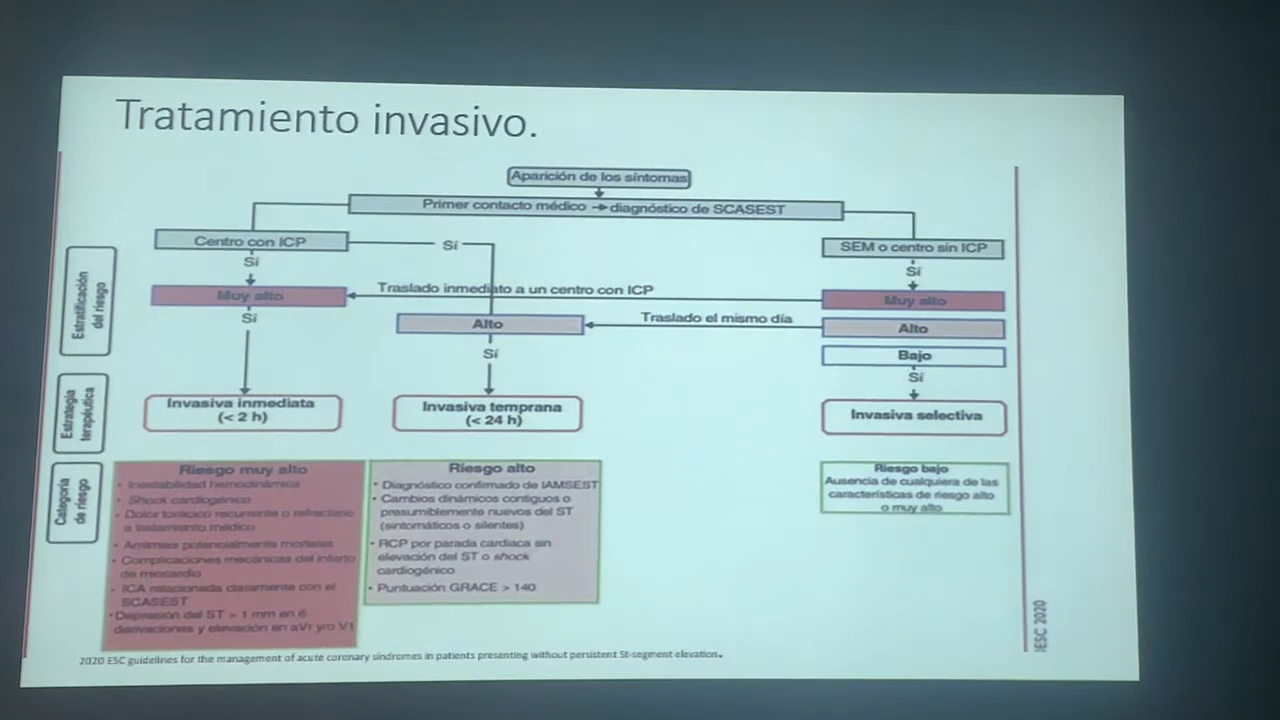 Tratamiento invasivo.
Aparición de los síntomas
Primer contacto médico → diagnóstico de SCASEST
Centro con ICP
Sí
SEM o centro sin ICP
Sí
Sí
Estratificación
del riesgo
Muy alto
Traslado inmediato a un centro con ICP
Muy alto
Sí
Alto
Traslado el mismo día
Alto
Sí
Bajo
Sí
Estrategia
terapéutica
Invasiva inmediata
(< 2 h)
Invasiva temprana
(< 24 h)
Invasiva selectiva
Categoría
de riesgo
Riesgo muy alto
• Inestabilidad hemodinámica
• Shock cardiogénico
• Dolor torácico recurrente o refractario
a tratamiento médico
• Arritmias potencialmente mortales
• Complicaciones mecánicas del infarto
de miocardio
• ICA relacionada claramente con el
SCASEST
• Depresión del ST > 1 mm en 6
derivaciones y elevación en aVr y/o V1
Riesgo alto
• Diagnóstico confirmado de IAMSEST
• Cambios dinámicos contiguos o
presumiblemente nuevos del ST
(sintomáticos o silentes)
• RCP por parada cardiaca sin
elevación del ST o shock
cardiogénico
• Puntuación GRACE > 140
Riesgo bajo
Ausencia de cualquiera de las
características de riesgo alto
o muy alto
ESC 2020
2020 ESC guidelines for the management of acute coronary sindromes in patients presenting without persistent St-segment elevation.